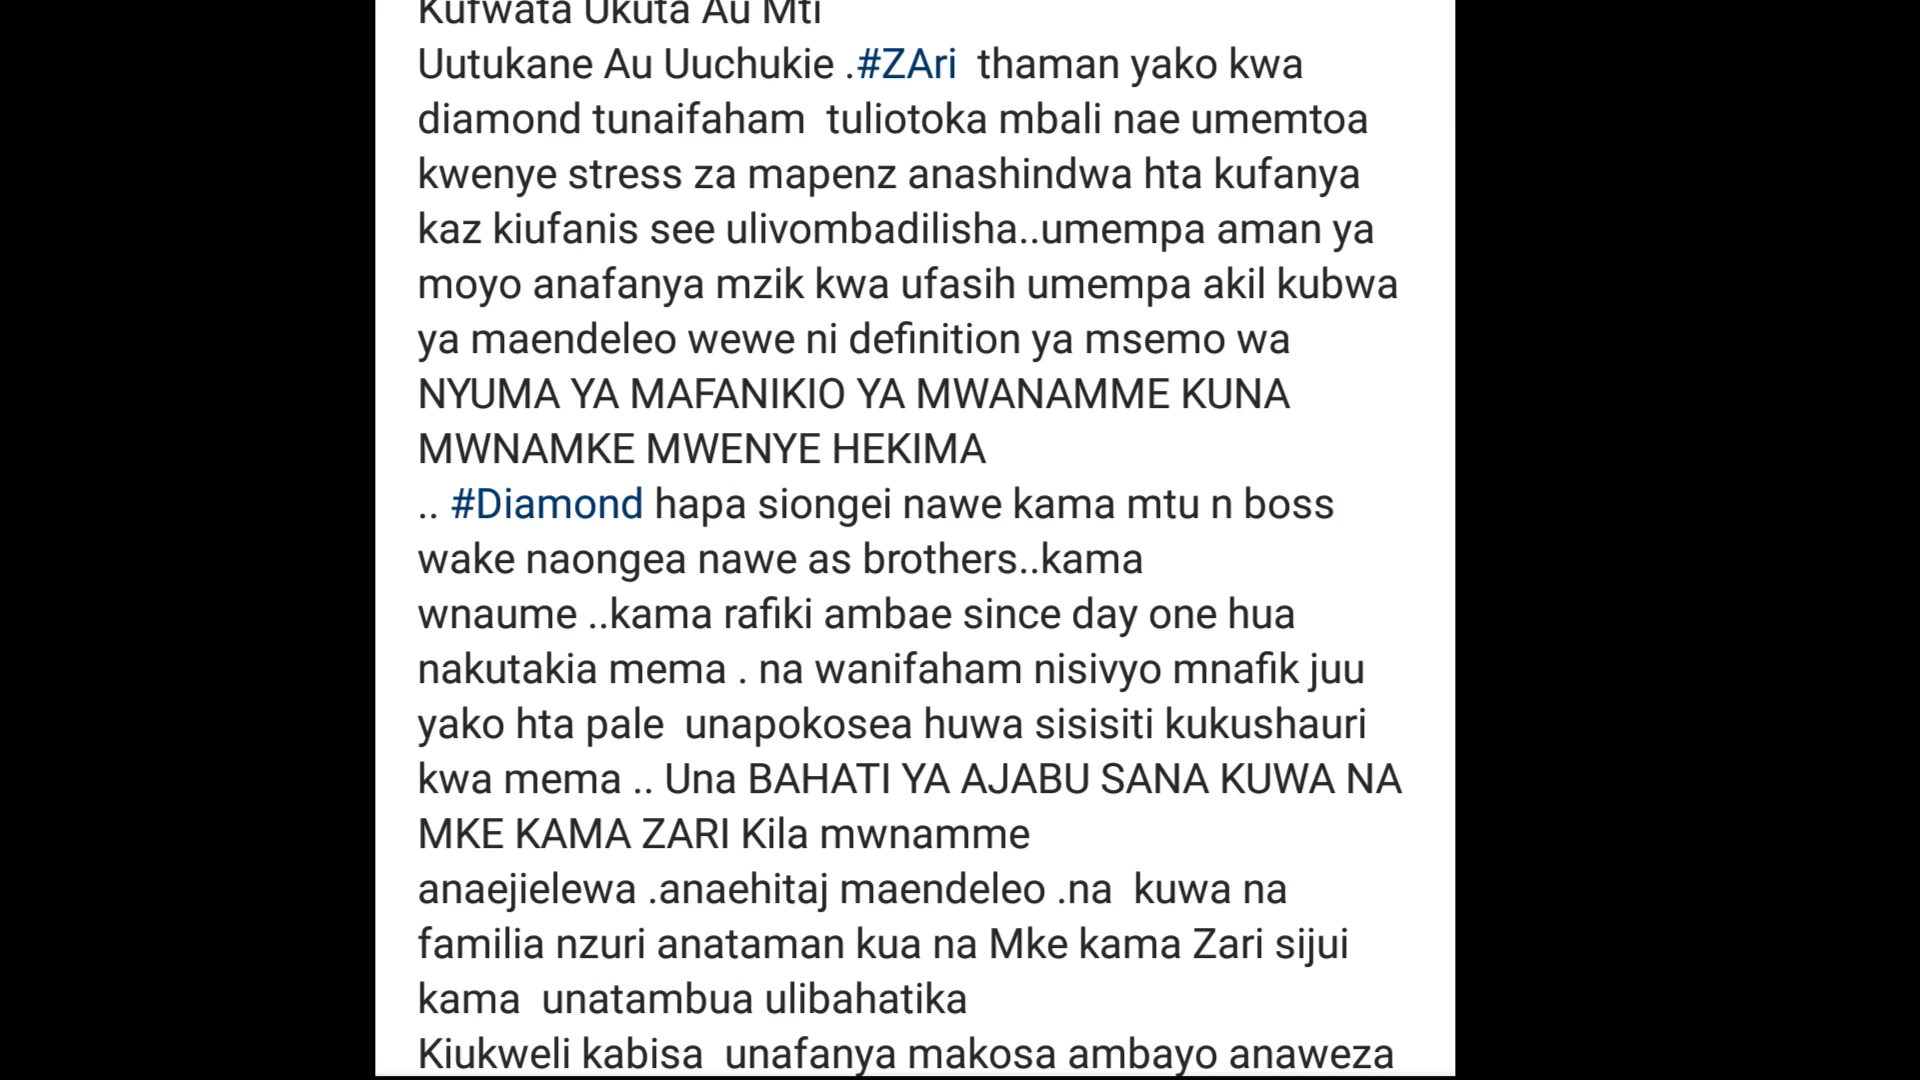 Kufwata Ukuta Au Mti
Uutukane Au Uuchukie .#ZAri  thaman yako kwa
diamond tunaifaham  tuliotoka mbali nae umemtoa
kwenye stress za mapenz anashindwa hta kufanya
kaz kiufanis see ulivombadilisha..umempa aman ya
moyo anafanya mzik kwa ufasih umempa akil kubwa
ya maendeleo wewe ni definition ya msemo wa
NYUMA YA MAFANIKIO YA MWANAMME KUNA
MWNAMKE MWENYE HEKIMA
.. #Diamond hapa siongei nawe kama mtu n boss
wake naongea nawe as brothers..kama
wnaume ..kama rafiki ambae since day one hua
nakutakia mema . na wanifaham nisivyo mnafik juu
yako hta pale  unapokosea huwa sisisiti kukushauri
kwa mema .. Una BAHATI YA AJABU SANA KUWA NA
MKE KAMA ZARI Kila mwnamme
anaejielewa .anaehitaj maendeleo .na  kuwa na
familia nzuri anataman kua na Mke kama Zari sijui
kama  unatambua ulibahatika
Kiukweli kabisa  unafanya makosa ambayo anaweza